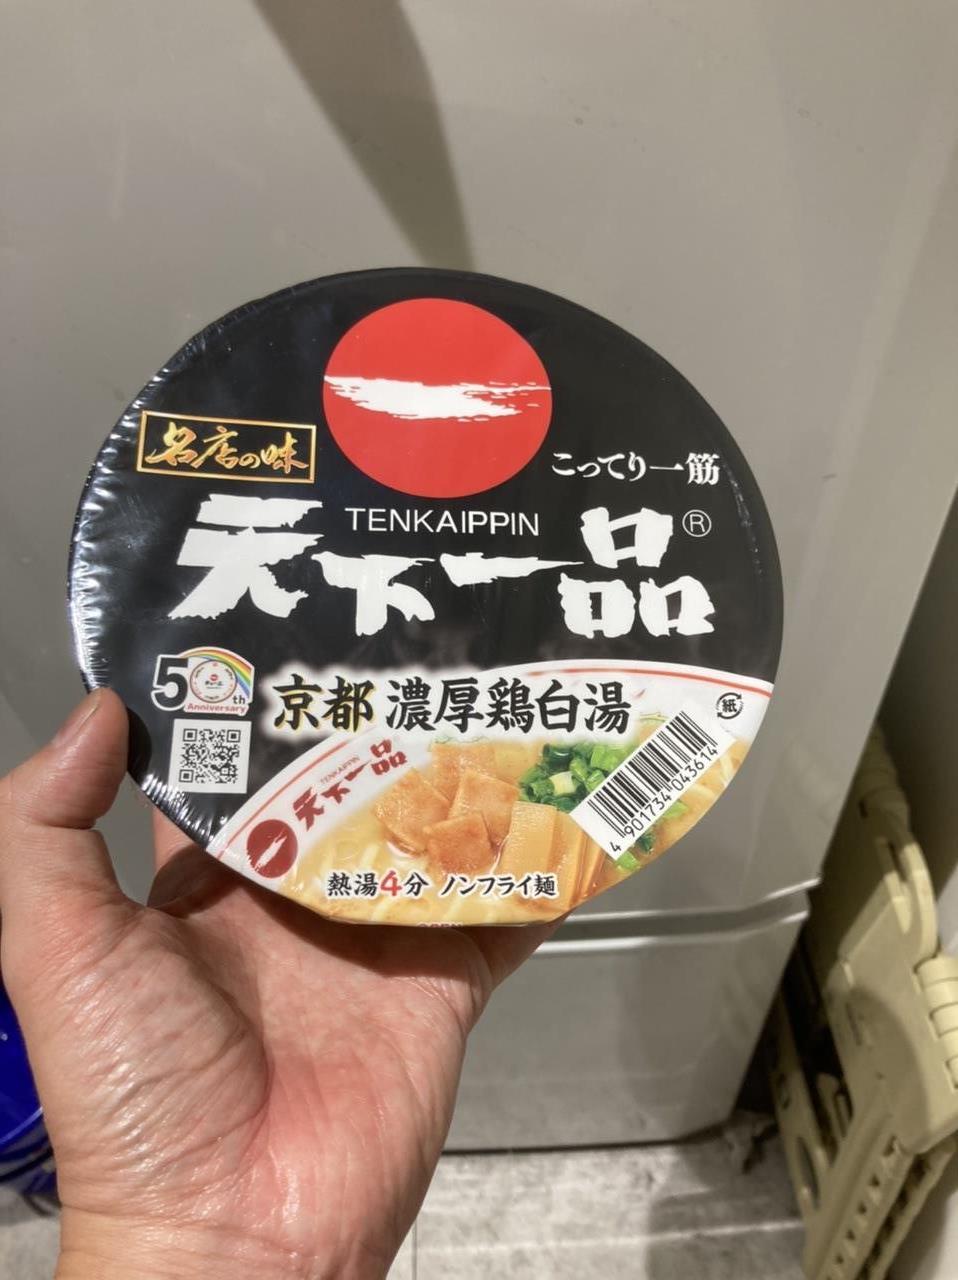 名店の味
こってり一筋
TENKAIPPIN
天下一品®
50th
Anniversary
京都 濃厚鶏白湯
紙
TENKAIPPIN
天下一品
4 901734 043614
熱湯4分 ノンフライ麺